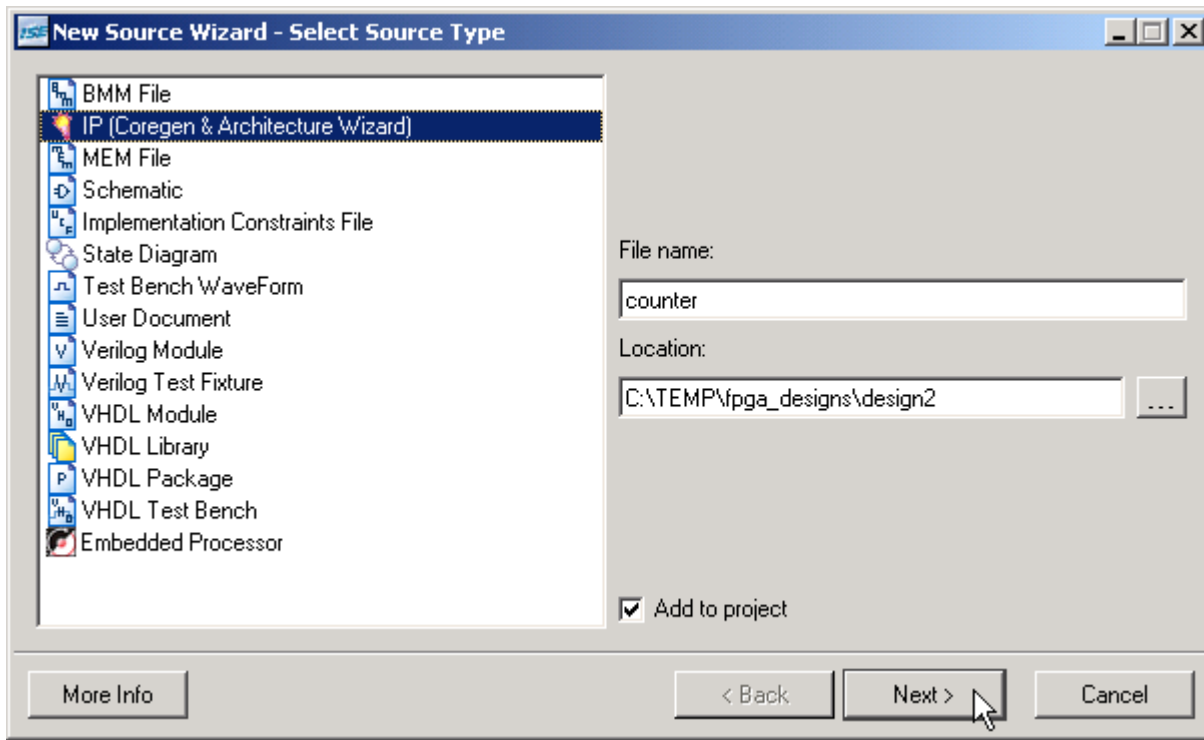 ISE New Source Wizard - Select Source Type
BMM File
IP (Coregen & Architecture Wizard)
MEM File
Schematic
Implementation Constraints File
State Diagram
Test Bench WaveForm
User Document
Verilog Module
Verilog Test Fixture
VHDL Module
VHDL Library
VHDL Package
VHDL Test Bench
Embedded Processor
File name:
counter
Location:
C:\TEMP\fpga_designs\design2
...
Add to project
More Info
< Back
Next >
Cancel